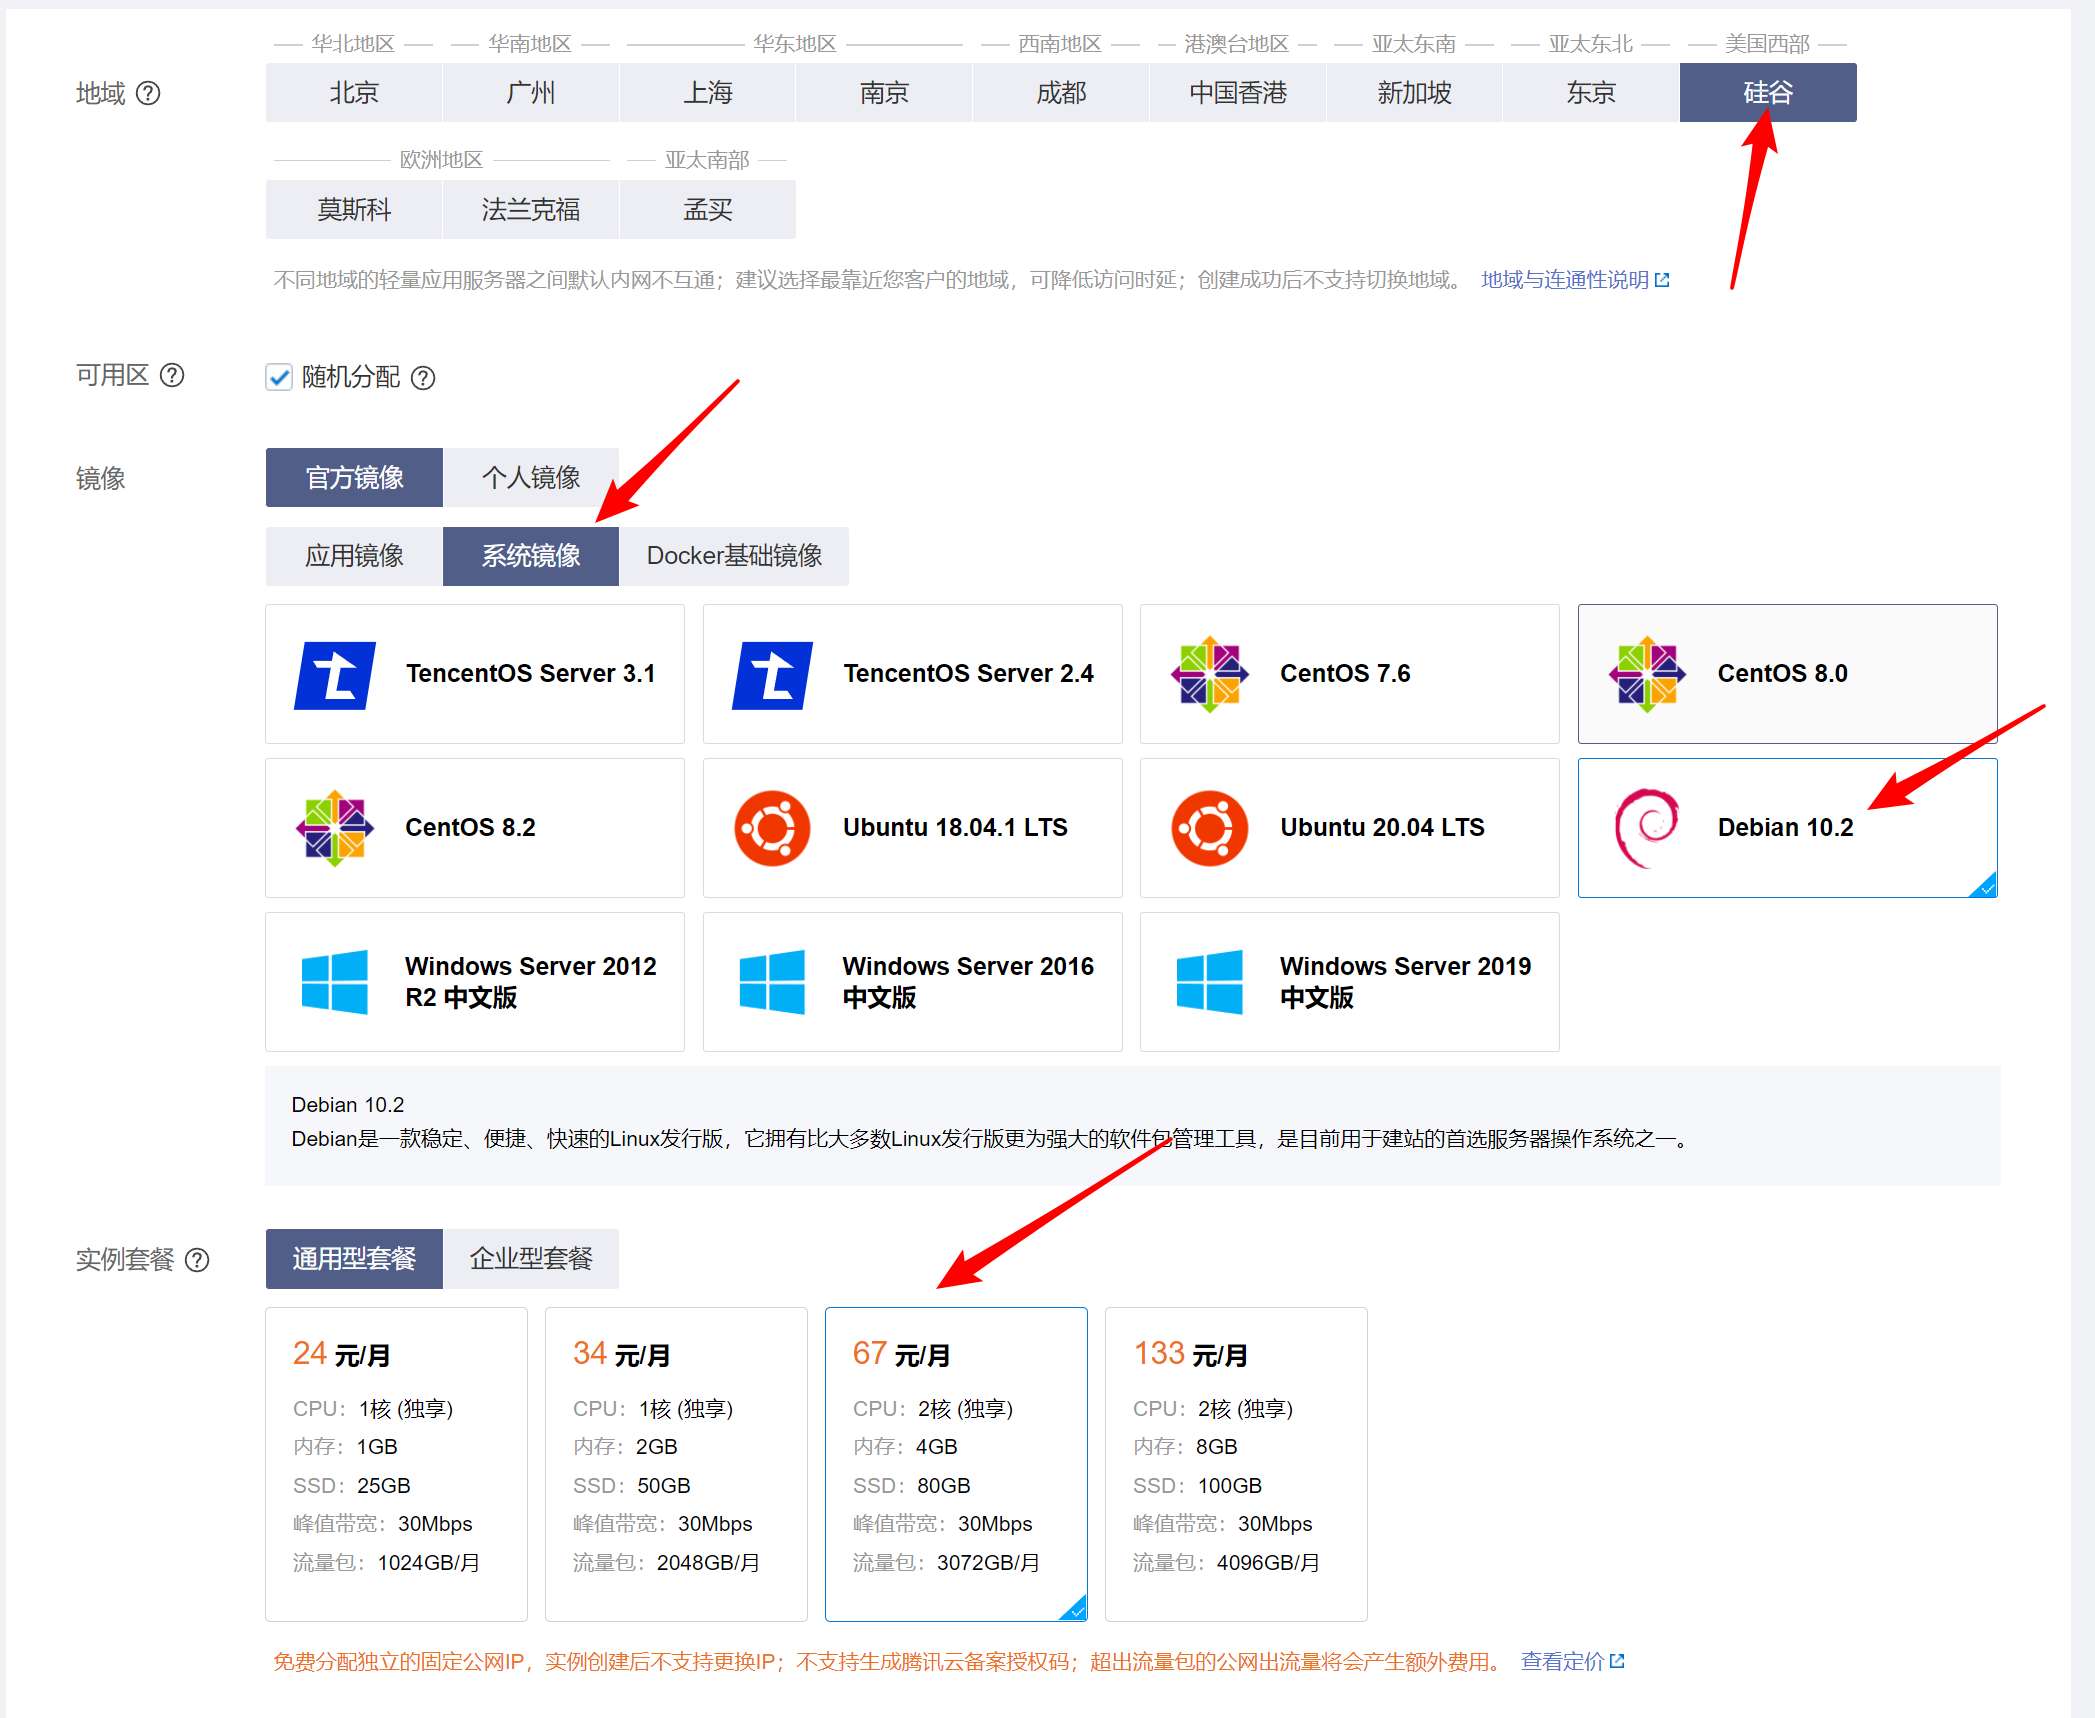 华北地区 华南地区 华东地区 西南地区 港澳台地区 亚太东南 亚太东北 美国西部
地域 北京 广州 上海 南京 成都 中国香港 新加坡 东京 硅谷
欧洲地区 亚太南部
莫斯科 法兰克福 孟买
不同地域的轻量应用服务器之间默认内网不互通；建议选择最靠近您客户的地域，可降低访问时延；创建成功后不支持切换地域。 地域与连通性说明
可用区 随机分配
镜像 官方镜像 个人镜像
应用镜像 系统镜像 Docker基础镜像
TencentOS Server 3.1 TencentOS Server 2.4 CentOS 7.6 CentOS 8.0
CentOS 8.2 Ubuntu 18.04.1 LTS Ubuntu 20.04 LTS Debian 10.2
Windows Server 2012 Windows Server 2016 Windows Server 2019
R2 中文版 中文版 中文版
Debian 10.2
Debian是一款稳定、便捷、快速的Linux发行版，它拥有比大多数Linux发行版更为强大的软件包管理工具，是目前用于建站的首选服务器操作系统之一。
实例套餐 通用型套餐 企业型套餐
24 元/月 34 元/月 67 元/月 133 元/月
CPU：1核 (独享) CPU：1核 (独享) CPU：2核 (独享) CPU：2核 (独享)
内存：1GB 内存：2GB 内存：4GB 内存：8GB
SSD：25GB SSD：50GB SSD：80GB SSD：100GB
峰值带宽：30Mbps 峰值带宽：30Mbps 峰值带宽：30Mbps 峰值带宽：30Mbps
流量包：1024GB/月 流量包：2048GB/月 流量包：3072GB/月 流量包：4096GB/月
免费分配独立的固定公网IP，实例创建后不支持更换IP；不支持生成腾讯云备案授权码；超出流量包的公网出流量将会产生额外费用。 查看定价